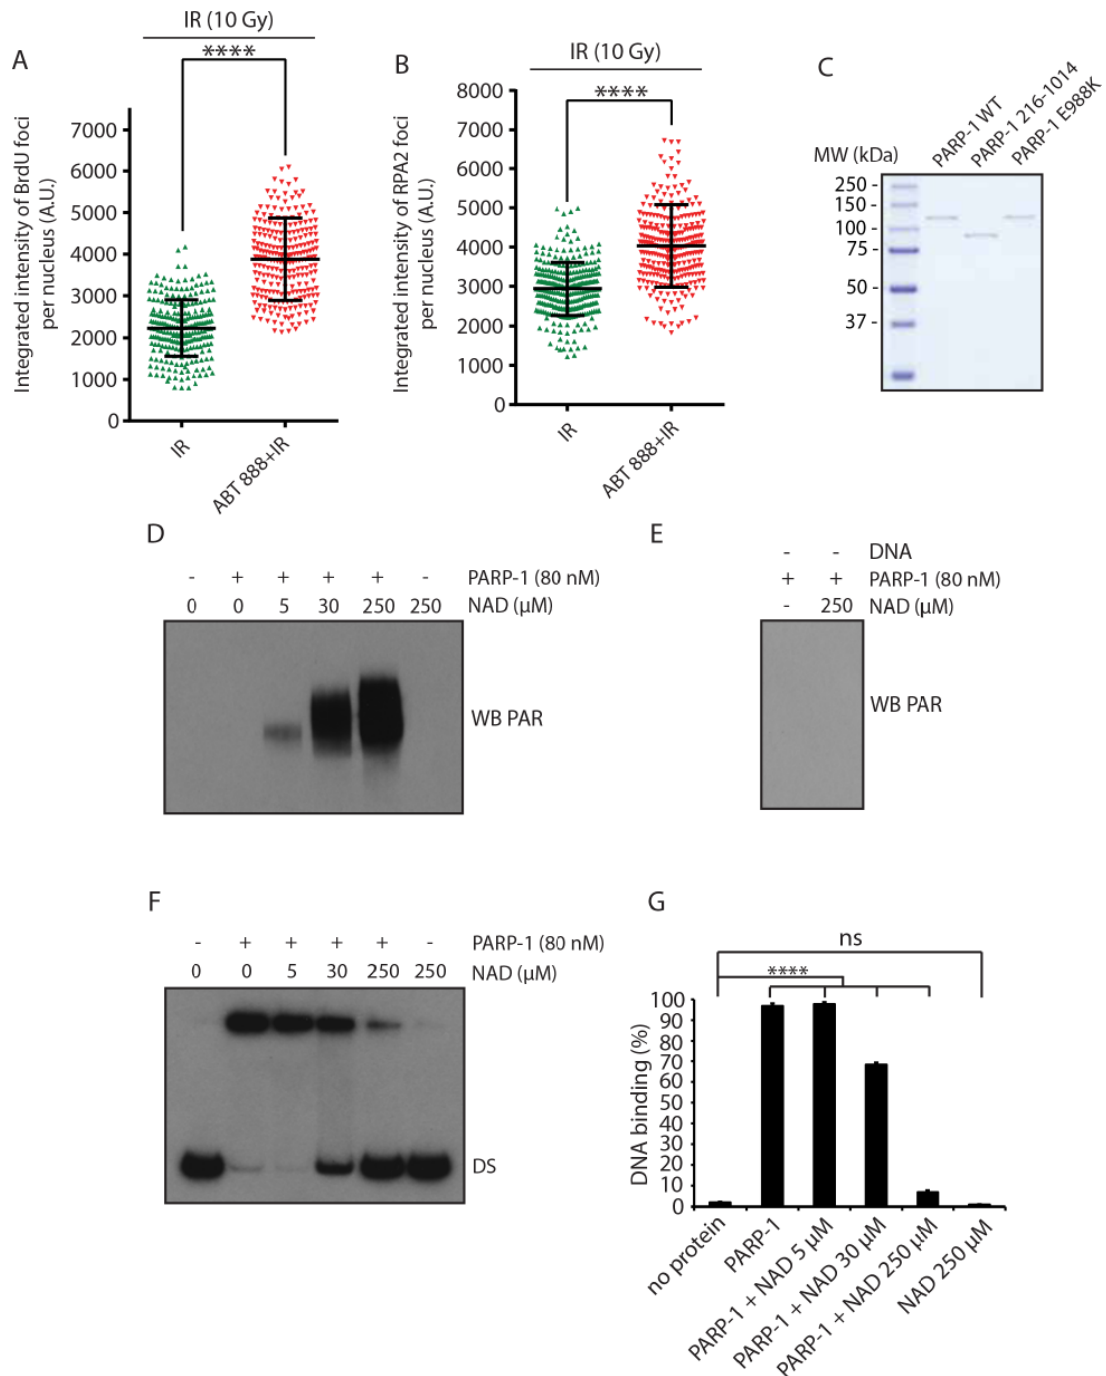 A
IR (10 Gy)
****
Integrated intensity of BrdU foci
per nucleus (A.U.)
7000
6000
5000
4000
3000
2000
1000
0
IR
ABT 888+IR
B
IR (10 Gy)
****
Integrated intensity of RPA2 foci
per nucleus (A.U.)
8000
7000
6000
5000
4000
3000
2000
1000
0
IR
ABT 888+IR
C
PARP-1 WT
PARP-1 216-1014
PARP-1 E988K
MW (kDa)
250 -
150 -
100 -
75 -
50 -
37 -
D
- + + + + - PARP-1 (80 nM)
0 0 5 30 250 250 NAD (µM)
WB PAR
E
- - DNA
+ + PARP-1 (80 nM)
- 250 NAD (µM)
WB PAR
F
- + + + + - PARP-1 (80 nM)
0 0 5 30 250 250 NAD (µM)
DS
G
ns
****
DNA binding (%)
100
90
80
70
60
50
40
30
20
10
0
no protein
PARP-1
PARP-1 + NAD 5 µM
PARP-1 + NAD 30 µM
PARP-1 + NAD 250 µM
NAD 250 µM